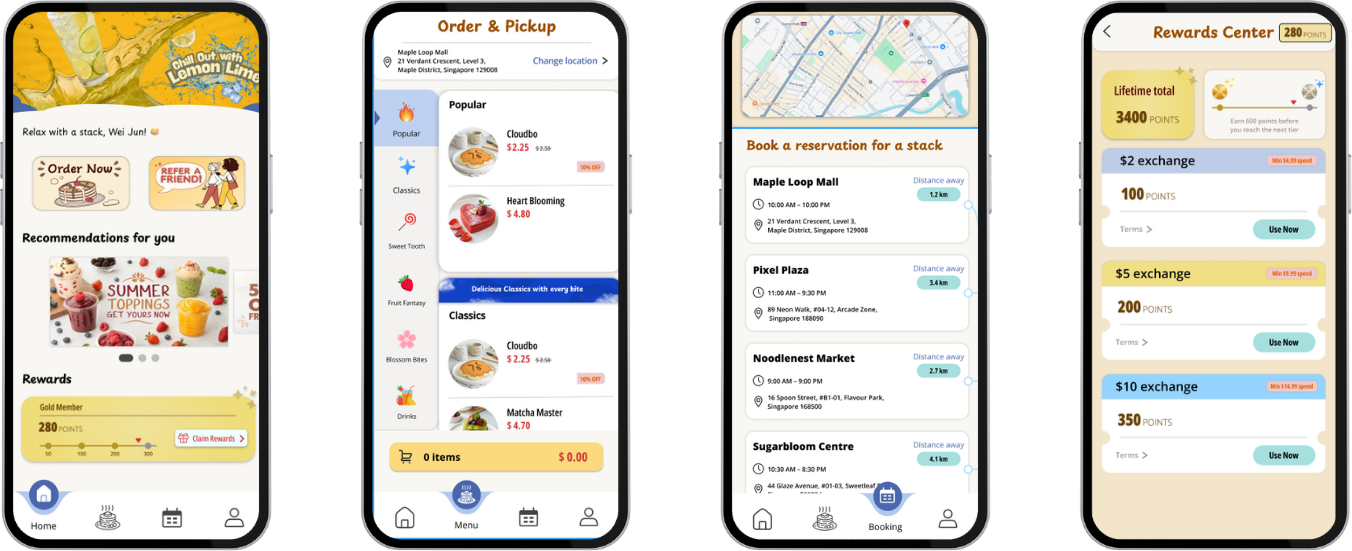 Chill Out with
Lemon Lime
Relax with a stack, Wei Jun!
Order Now
REFER A
FRIEND!
Recommendations for you
SUMMER
TOPPINGS
GET YOURS NOW
Rewards
Gold Member
280 POINTS
50
100
200
300
Claim Rewards >
Home
Order & Pickup
Maple Loop Mall
21 Verdant Crescent, Level 3,
Maple District, Singapore 129008
Change location >
Popular
Classics
Sweet Tooth
Fruit Fantasy
Blossom Bites
Drinks
Popular
Cloudbo
$2.25 $2.50
10% OFF
Heart Blooming
$ 4.80
Delicious Classics with every bite
Classics
Cloudbo
$ 2.25 $2.50
10% OFF
Matcha Master
$ 4.70
0 items
$ 0.00
Menu
Book a reservation for a stack
Maple Loop Mall
Distance away
1.2 km
10:00 AM – 10:00 PM
21 Verdant Crescent, Level 3,
Maple District, Singapore 129008
Pixel Plaza
Distance away
3.4 km
11:00 AM – 9:30 PM
89 Neon Walk, #04-12, Arcade Zone,
Singapore 188090
Noodlenest Market
Distance away
2.7 km
9:00 AM – 9:00 PM
16 Spoon Street, #B1-01, Flavour Park,
Singapore 168500
Sugarbloom Centre
Distance away
4.1 km
10:30 AM – 8:30 PM
44 Glaze Avenue, #01-03, Sweetleaf
Booking
Rewards Center
280 POINTS
Lifetime total
3400 POINTS
Earn 600 points before
you reach the next tier
$2 exchange
Min $4.99 spend
100 POINTS
Terms >
Use Now
$5 exchange
Min $9.99 spend
200 POINTS
Terms >
Use Now
$10 exchange
Min $14.99 spend
350 POINTS
Terms >
Use Now